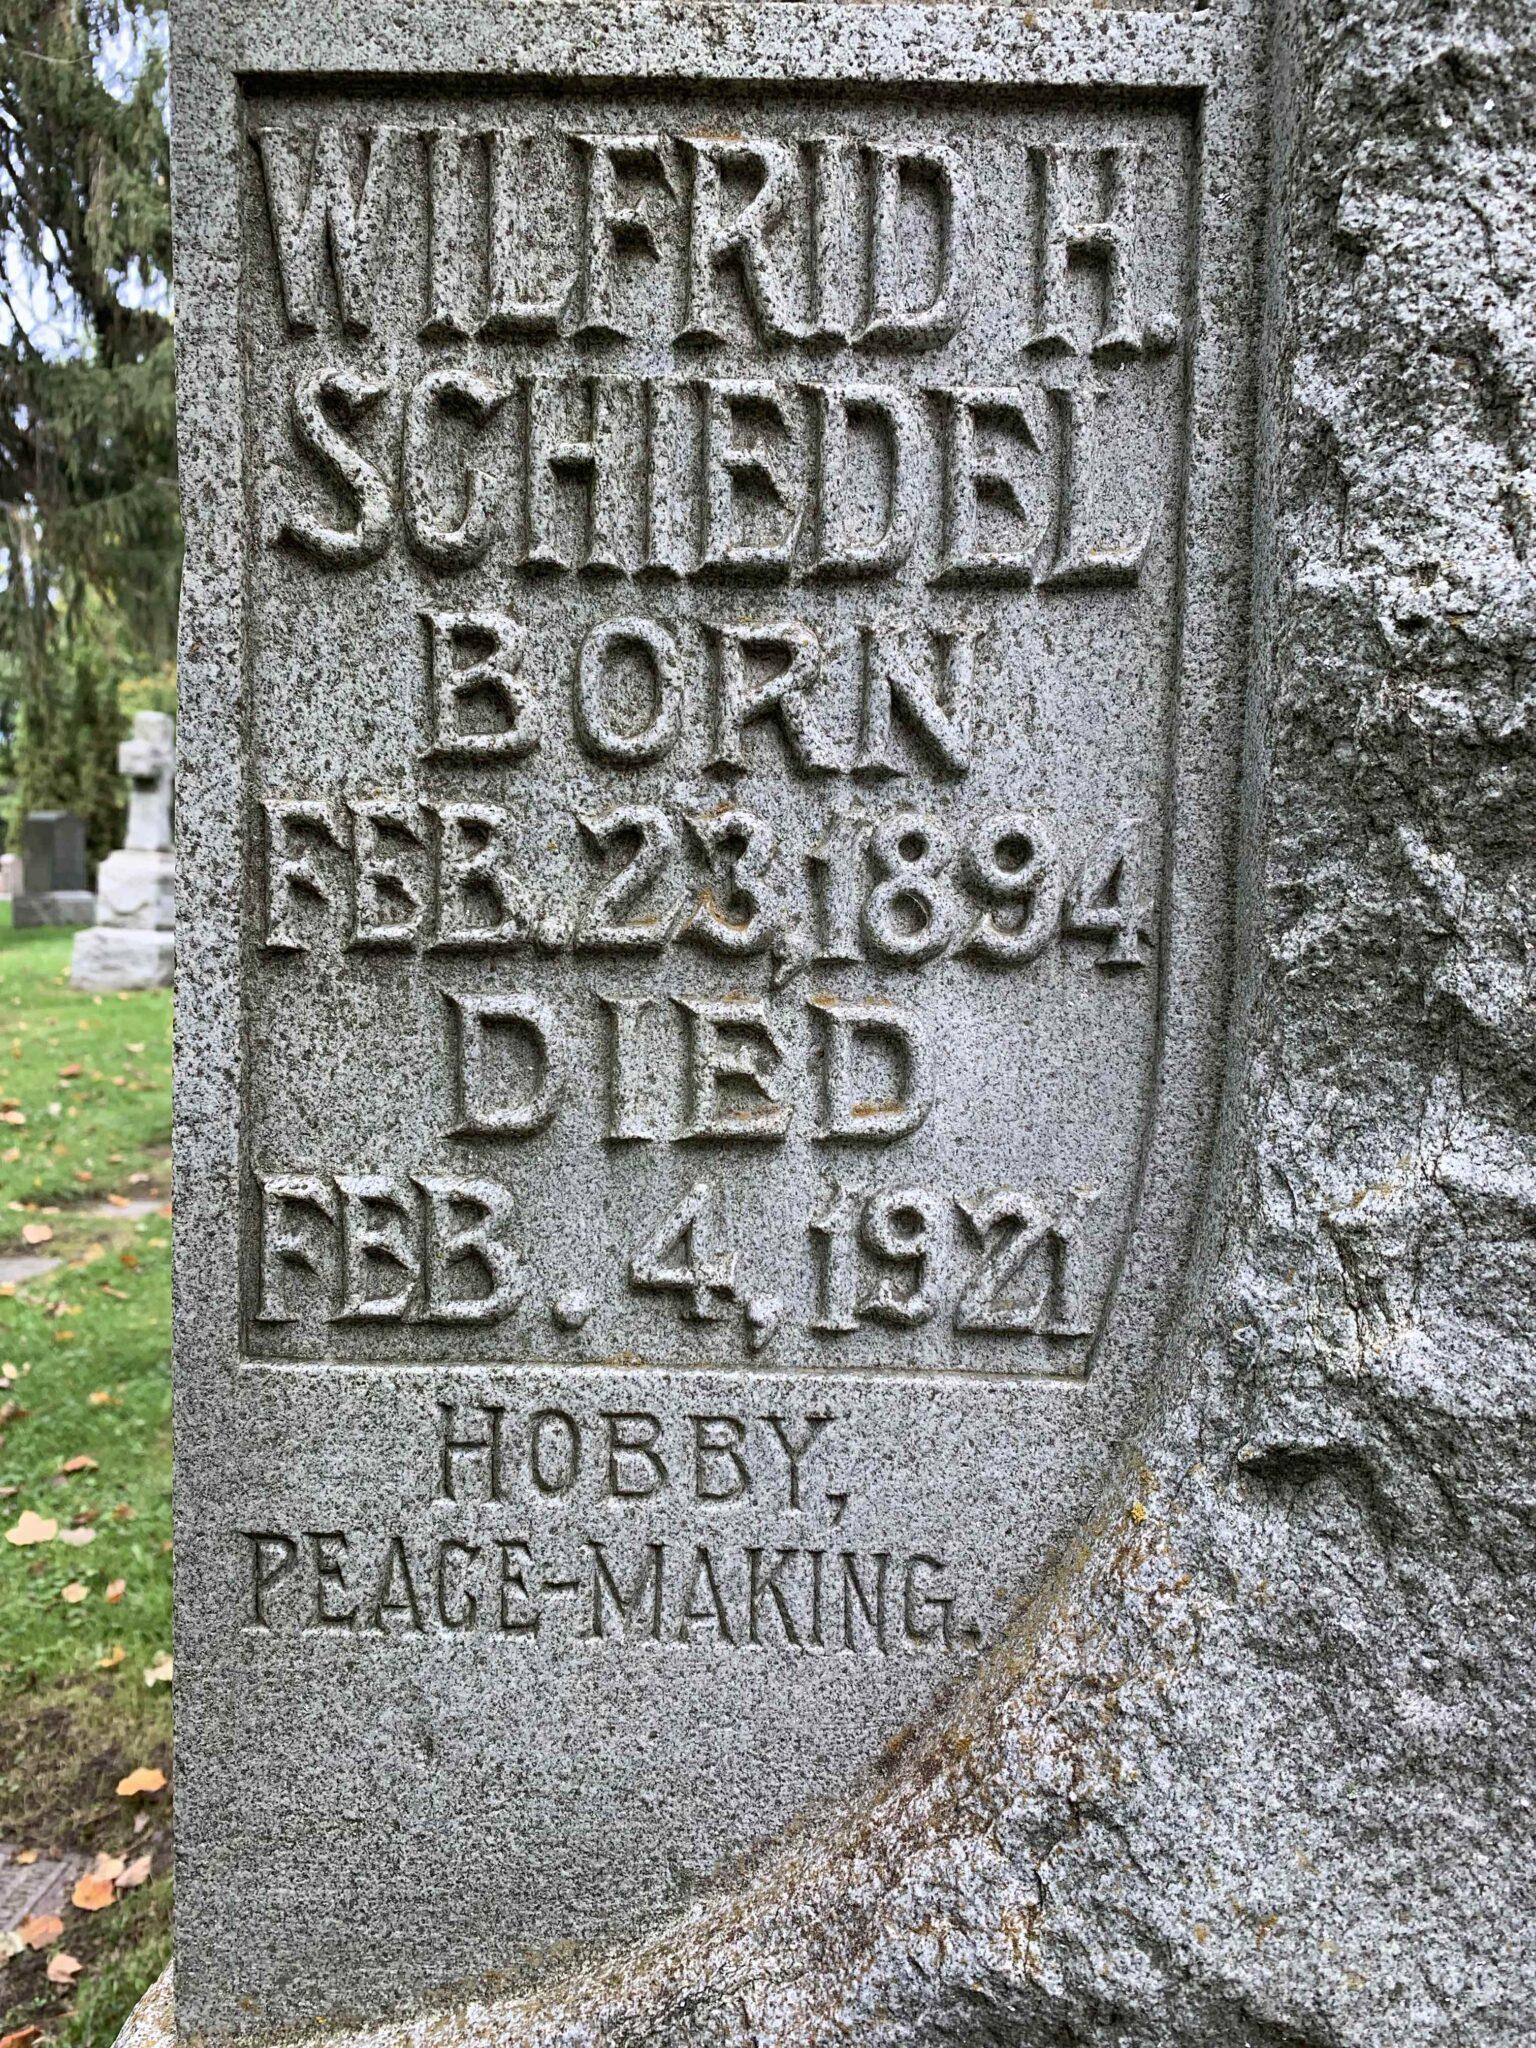 WILFRID H.
SCHIEDEL
BORN
FEB. 23, 1894
DIED
FEB. 4, 1921
HOBBY,
PEACE-MAKING.